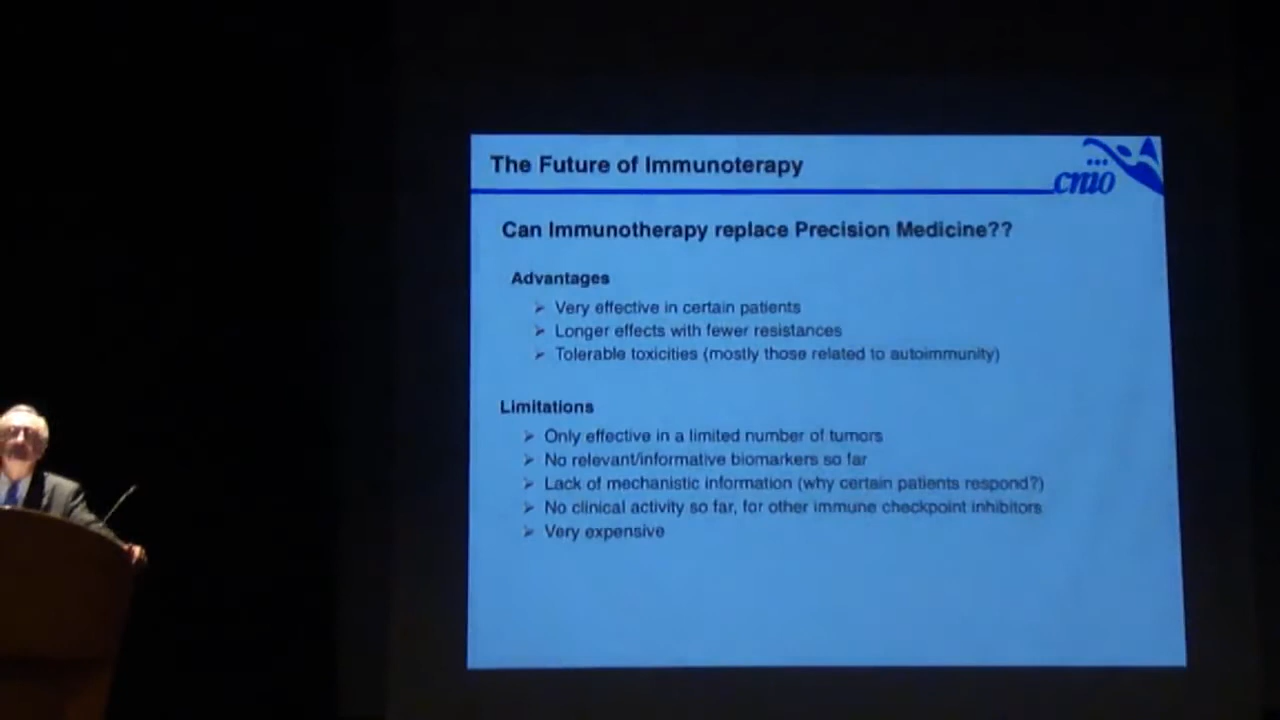 The Future of Immunoterapy
cnio
Can Immunotherapy replace Precision Medicine??
Advantages
➢ Very effective in certain patients
➢ Longer effects with fewer resistances
➢ Tolerable toxicities (mostly those related to autoimmunity)
Limitations
➢ Only effective in a limited number of tumors
➢ No relevant/informative biomarkers so far
➢ Lack of mechanistic information (why certain patients respond?)
➢ No clinical activity so far, for other immune checkpoint inhibitors
➢ Very expensive